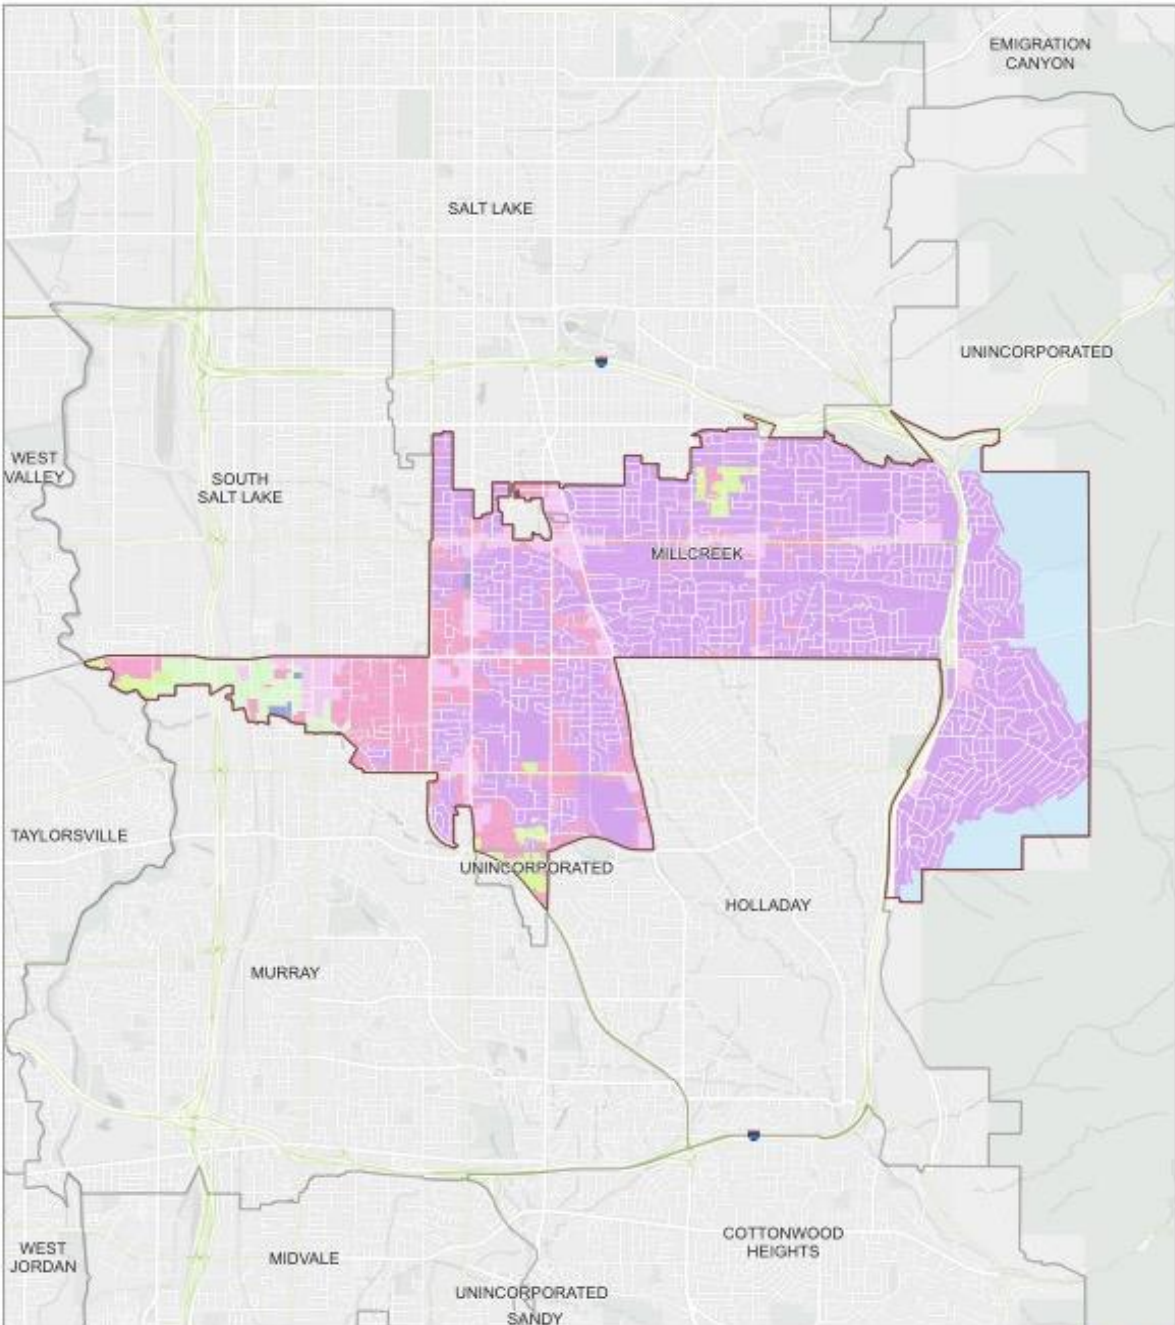 EMIGRATION
CANYON
SALT LAKE
UNINCORPORATED
WEST
VALLEY
SOUTH
SALT LAKE
MILLCREEK
TAYLORSVILLE
UNINCORPORATED
HOLLADAY
MURRAY
COTTONWOOD
HEIGHTS
WEST
JORDAN
MIDVALE
UNINCORPORATED
SANDY